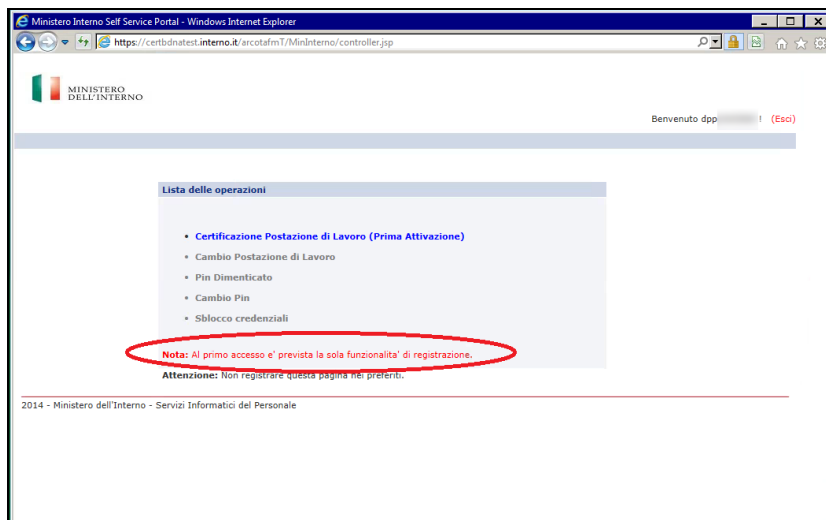 Ministero Interno Self Service Portal - Windows Internet Explorer
https://certbdnatest.interno.it/arcotafmT/MinInterno/controller.jsp
MINISTERO
DELL'INTERNO
Benvenuto dpp ! (Esci)
Lista delle operazioni
• Certificazione Postazione di Lavoro (Prima Attivazione)
• Cambio Postazione di Lavoro
• Pin Dimenticato
• Cambio Pin
• Sblocco credenziali
Nota: Al primo accesso e' prevista la sola funzionalita' di registrazione.
Attenzione: Non registrare questa pagina nei preferiti.
2014 - Ministero dell'Interno - Servizi Informatici del Personale